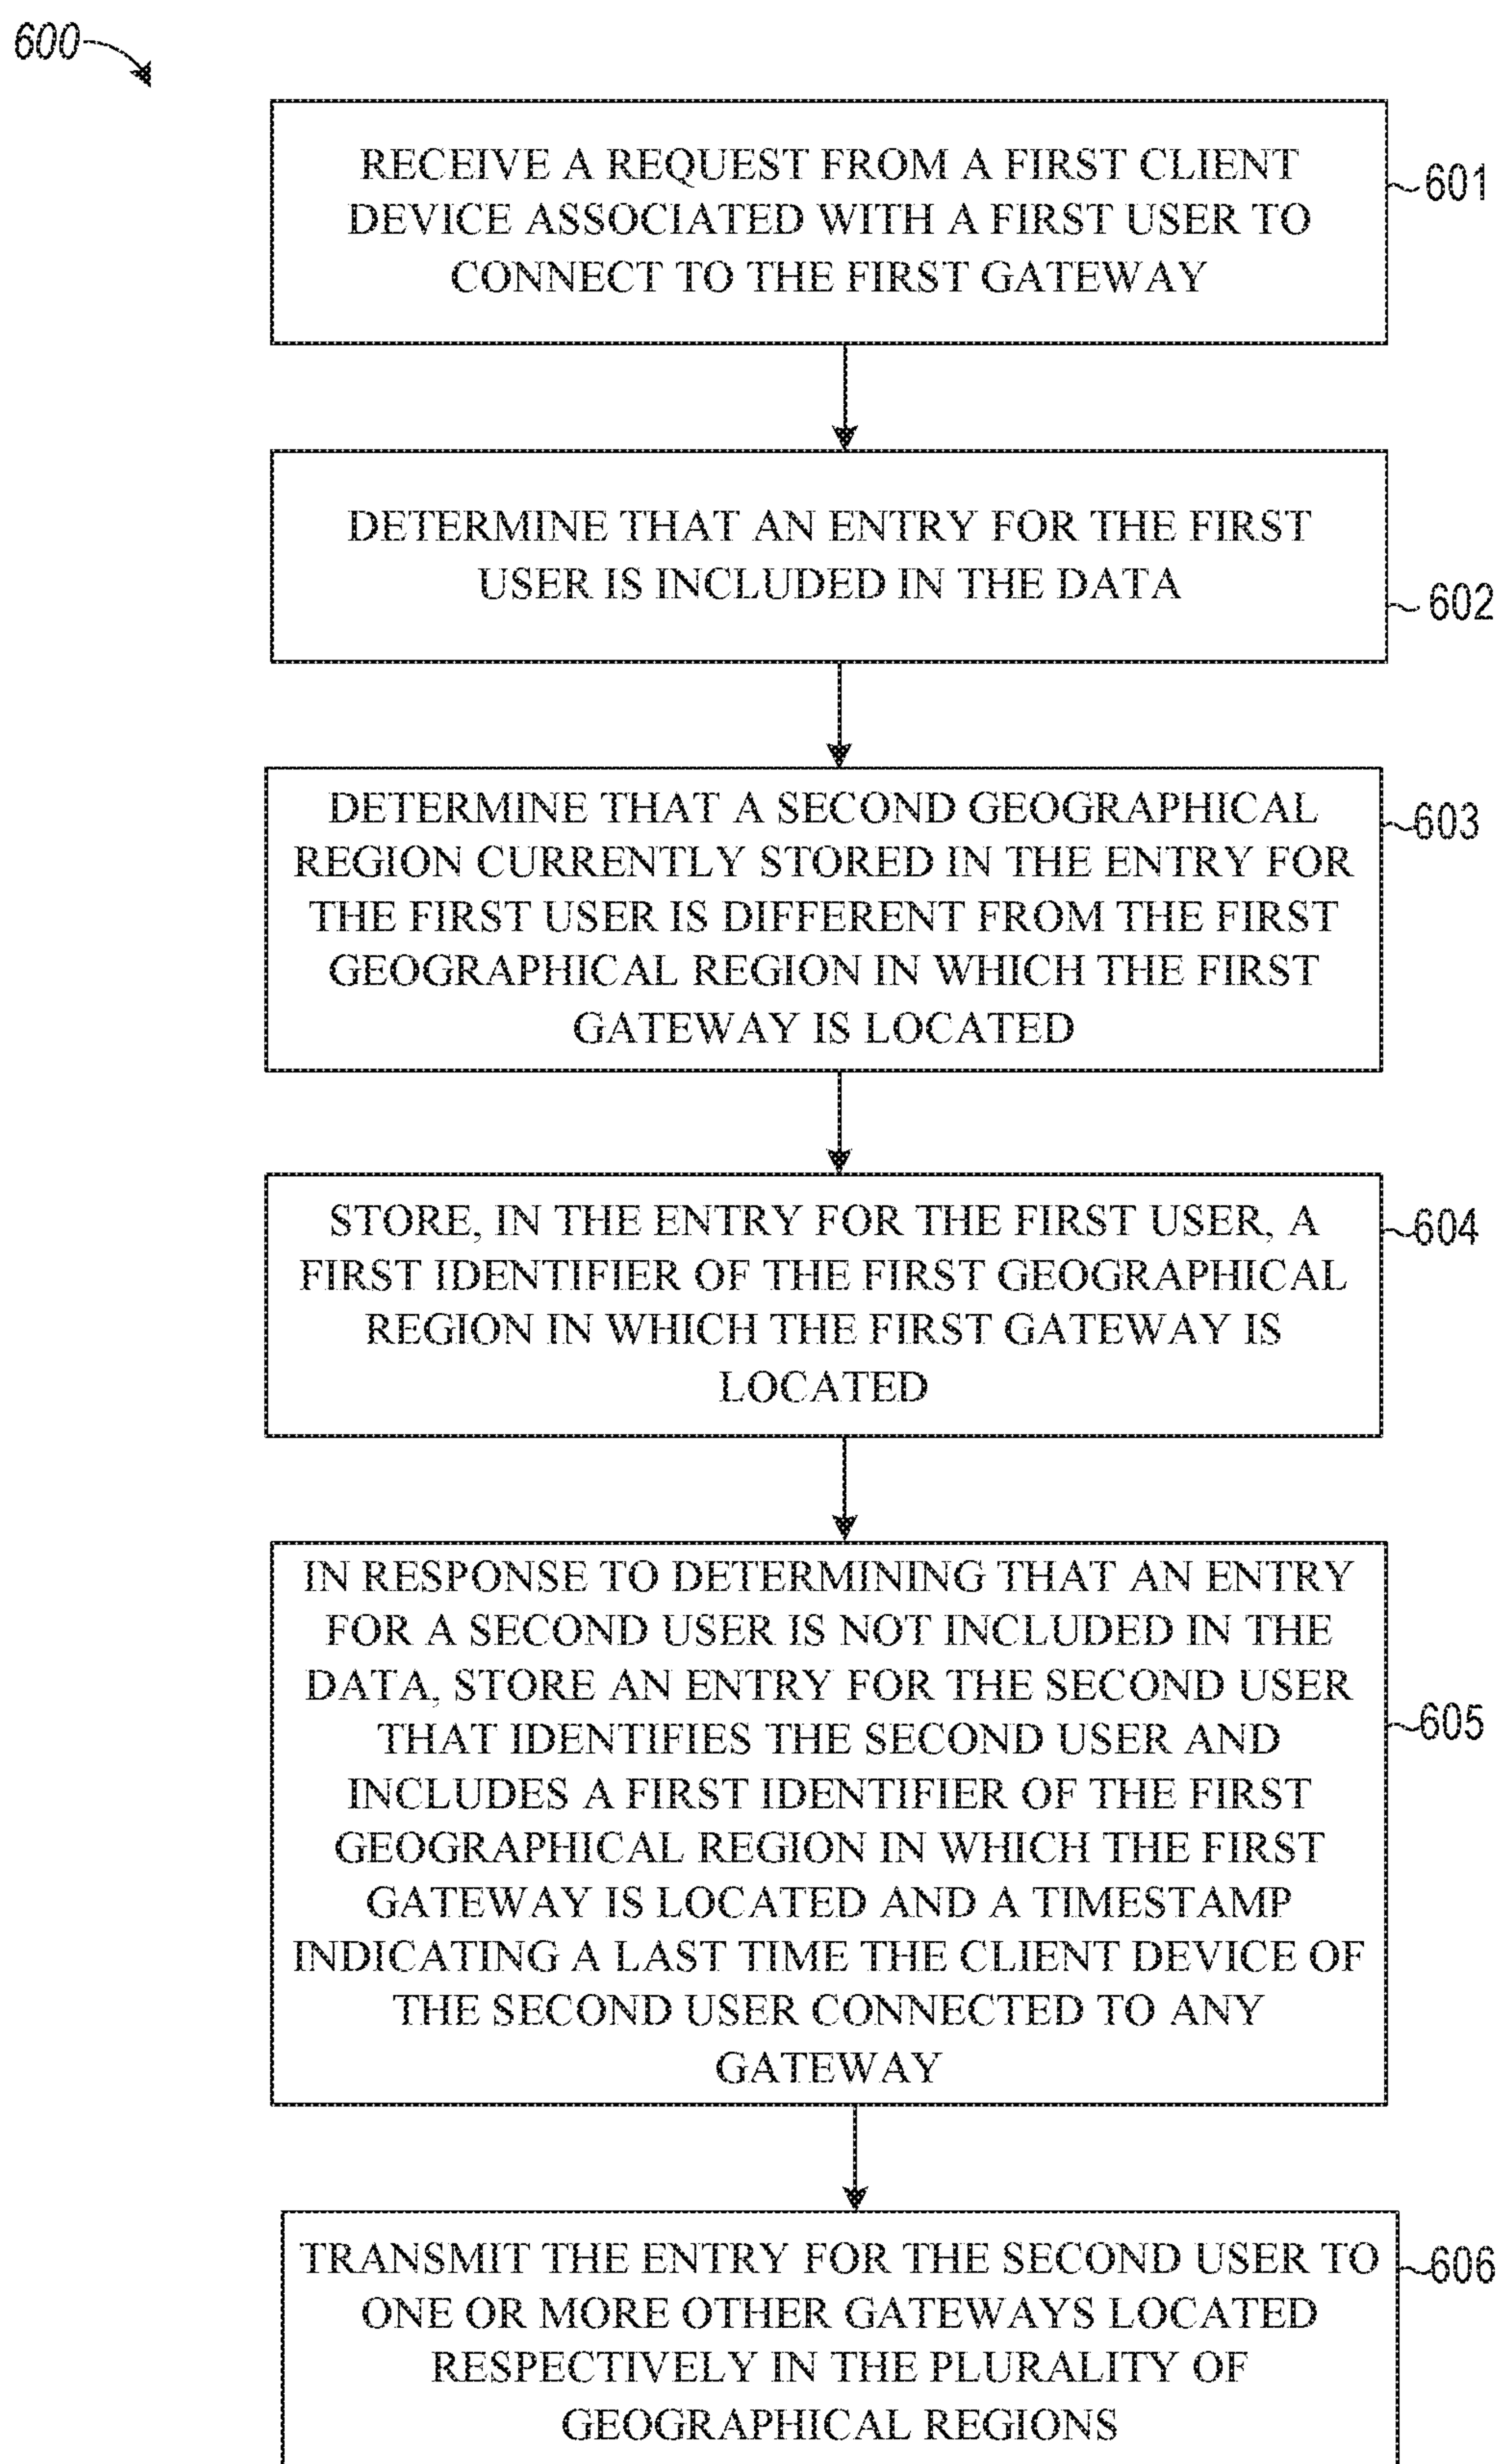 600
RECEIVE A REQUEST FROM A FIRST CLIENT
DEVICE ASSOCIATED WITH A FIRST USER TO
CONNECT TO THE FIRST GATEWAY
601
DETERMINE THAT AN ENTRY FOR THE FIRST
USER IS INCLUDED IN THE DATA
602
DETERMINE THAT A SECOND GEOGRAPHICAL
REGION CURRENTLY STORED IN THE ENTRY FOR
THE FIRST USER IS DIFFERENT FROM THE FIRST
GEOGRAPHICAL REGION IN WHICH THE FIRST
GATEWAY IS LOCATED
603
STORE, IN THE ENTRY FOR THE FIRST USER, A
FIRST IDENTIFIER OF THE FIRST GEOGRAPHICAL
REGION IN WHICH THE FIRST GATEWAY IS
LOCATED
604
IN RESPONSE TO DETERMINING THAT AN ENTRY
FOR A SECOND USER IS NOT INCLUDED IN THE
DATA, STORE AN ENTRY FOR THE SECOND USER
THAT IDENTIFIES THE SECOND USER AND
INCLUDES A FIRST IDENTIFIER OF THE FIRST
GEOGRAPHICAL REGION IN WHICH THE FIRST
GATEWAY IS LOCATED AND A TIMESTAMP
INDICATING A LAST TIME THE CLIENT DEVICE OF
THE SECOND USER CONNECTED TO ANY
GATEWAY
605
TRANSMIT THE ENTRY FOR THE SECOND USER TO
ONE OR MORE OTHER GATEWAYS LOCATED
RESPECTIVELY IN THE PLURALITY OF
GEOGRAPHICAL REGIONS
606